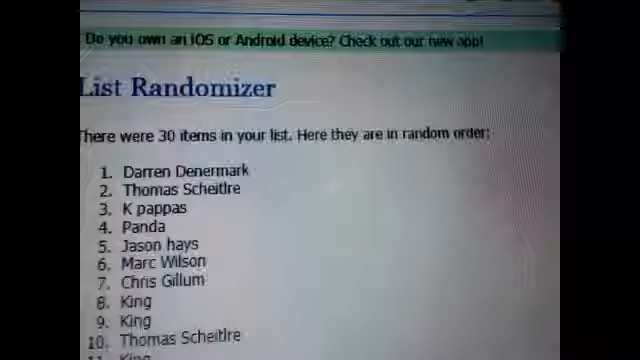 Do you own an iOS or Android device? Check out our new app!
List Randomizer
There were 30 items in your list. Here they are in random order:
1. Darren Denermark
2. Thomas Scheitlre
3. K pappas
4. Panda
5. Jason hays
6. Marc Wilson
7. Chris Gillum
8. King
9. King
10. Thomas Scheitlre
11. King